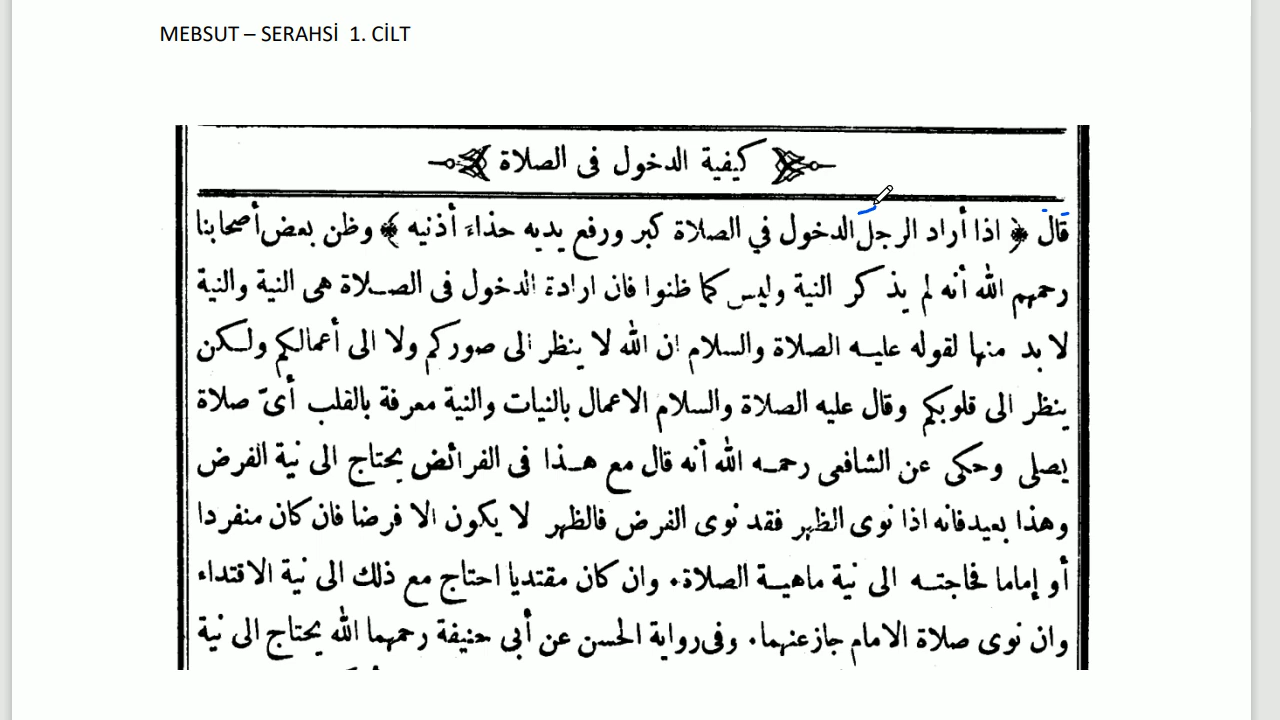 MEBSUT – SERAHSİ 1. CİLT
كيفية الدخول فى الصلاة
قال ﴿ اذا أراد الرجل الدخول في الصلاة كبر ورفع يديه حذاء أذنيه ﴾ وظن بعض أصحابنا
رحمهم الله أنه لم يذكر النية وليس كما ظنوا فان ارادة الدخول فى الصلاة هى النية والنية
لا بد منها لقوله عليه الصلاة والسلام ان الله لا ينظر الى صوركم ولا الى أعمالكم ولكن
ينظر الى قلوبكم وقال عليه الصلاة والسلام الاعمال بالنيات والنية معرفة بالقلب أىّ صلاة
يصلى وحكى عن الشافعى رحمه الله أنه قال مع هذا فى الفرائض يحتاج الى نية الفرض
وهذا بعيد فانه اذا نوى الظهر فقد نوى الفرض فالظهر لا يكون الا فرضا فان كان منفردا
أو إماما فحاجته الى نية ماهية الصلاة. وان كان مقتديا احتاج مع ذلك الى نية الاقتداء
وان نوى صلاة الامام جاز عنهما. وفى رواية الحسن عن أبى حنيفة رحمهما الله يحتاج الى نية